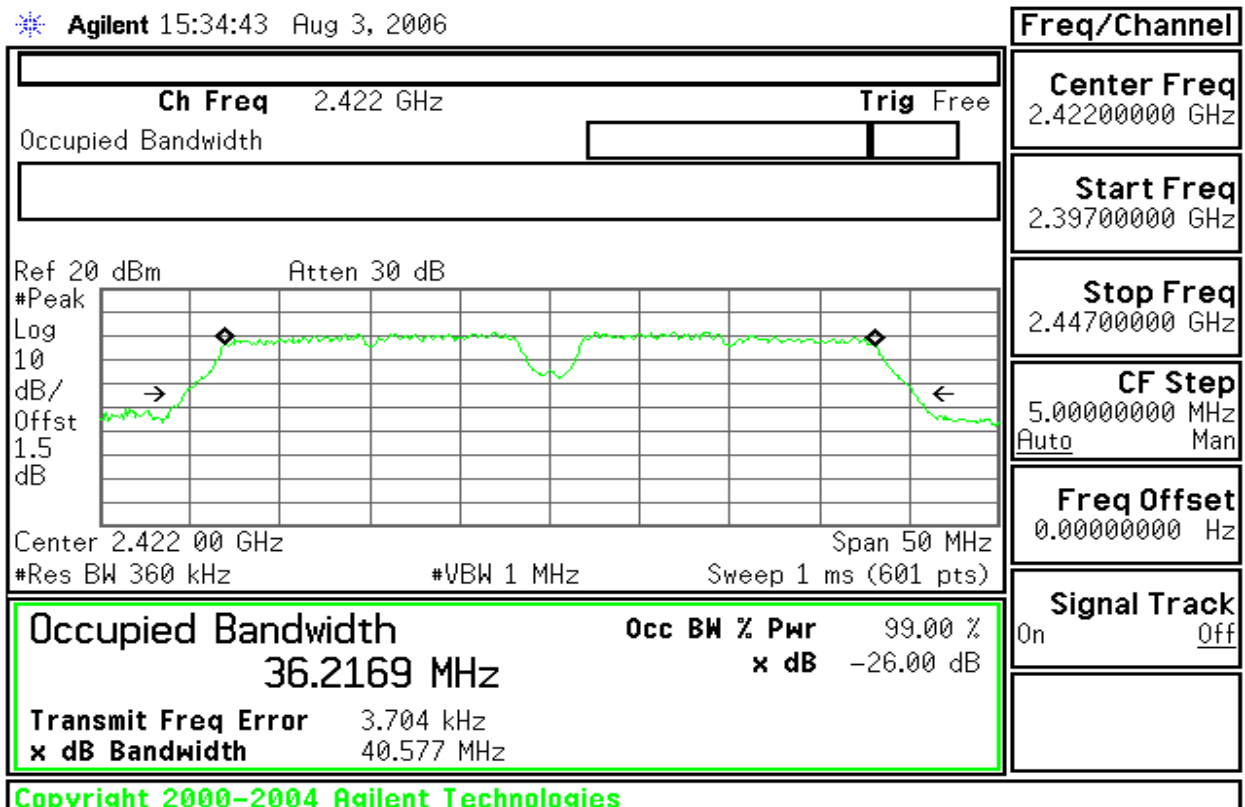 Agilent 15:34:43 Aug 3, 2006
Freq/Channel
Ch Freq 2.422 GHz Trig Free
Occupied Bandwidth
Center Freq
2.42200000 GHz
Start Freq
2.39700000 GHz
Stop Freq
2.44700000 GHz
CF Step
5.00000000 MHz
Auto Man
Freq Offset
0.00000000 Hz
Signal Track
On Off
Ref 20 dBm Atten 30 dB
#Peak
Log
10
dB/
Offst
1.5
dB
Center 2.422 00 GHz Span 50 MHz
#Res BW 360 kHz #VBW 1 MHz Sweep 1 ms (601 pts)
Occupied Bandwidth Occ BW % Pwr 99.00 %
36.2169 MHz x dB -26.00 dB
Transmit Freq Error 3.704 kHz
x dB Bandwidth 40.577 MHz
Copyright 2000-2004 Agilent Technologies